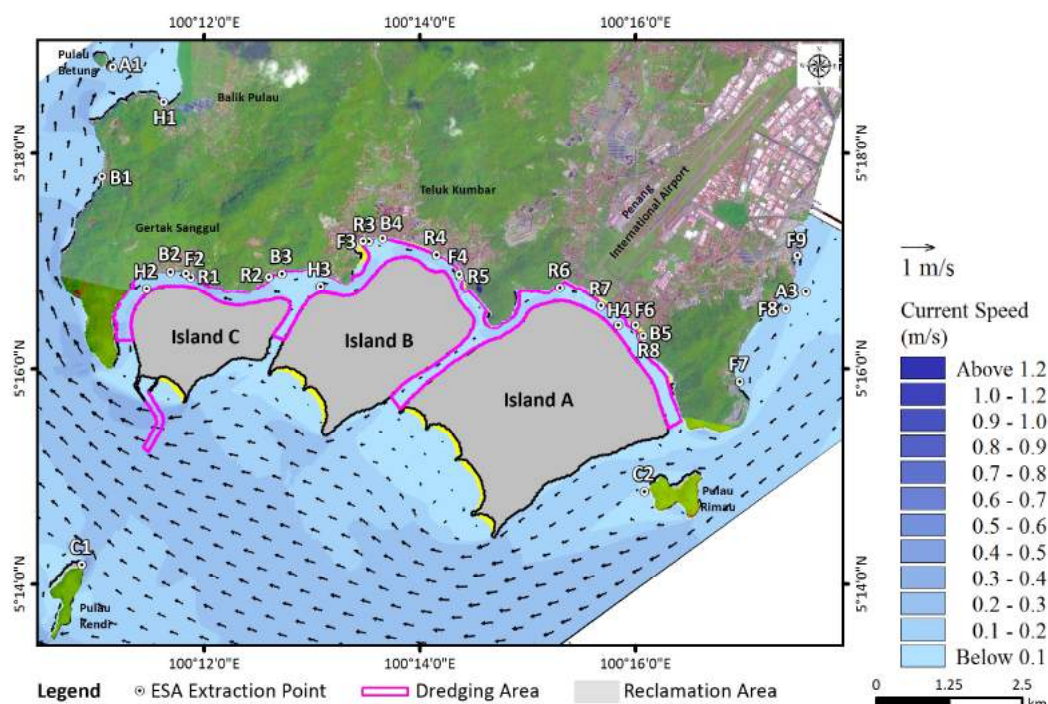 100°12'0"E 100°14'0"E 100°16'0"E
Pulau
Betung
A1
Balik Pulau
H1
5°18'0"N 5°18'0"N
B1
Teluk Kumbar
Penang
International Airport
Gertak Sanggul
R3 B4
F3
R4
F9
B2 F2
H2 R1
R2 B3
H3
F4
R5
R6
R7
H4 F6
B5
R8
A3
F8
F7
Island C
Island B
Island A
5°16'0"N 5°16'0"N
C2
Pulau
Rimau
C1
Pulau
Kendi
5°14'0"N 5°14'0"N
100°12'0"E 100°14'0"E 100°16'0"E
1 m/s
Current Speed
(m/s)
Above 1.2
1.0 - 1.2
0.9 - 1.0
0.8 - 0.9
0.7 - 0.8
0.6 - 0.7
0.5 - 0.6
0.4 - 0.5
0.3 - 0.4
0.2 - 0.3
0.1 - 0.2
Below 0.1
0 1.25 2.5
km
Legend ESA Extraction Point Dredging Area Reclamation Area